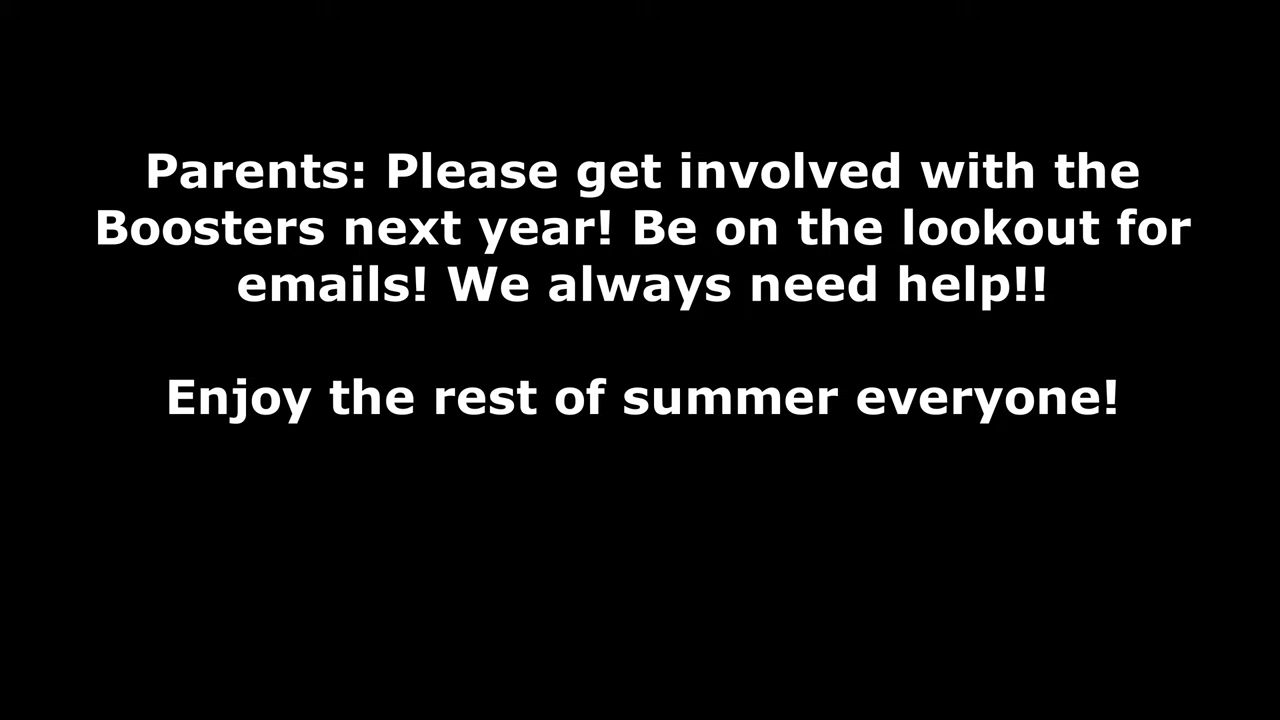 Parents: Please get involved with the
Boosters next year! Be on the lookout for
emails! We always need help!!
Enjoy the rest of summer everyone!